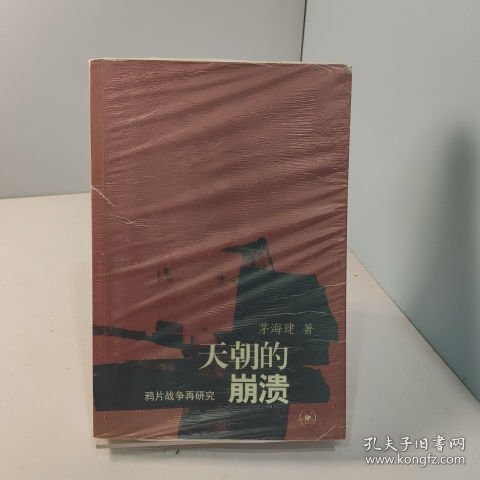 茅海建 著
天朝的
崩溃
鸦片战争再研究
孔夫子旧书网
www.kongfz.com